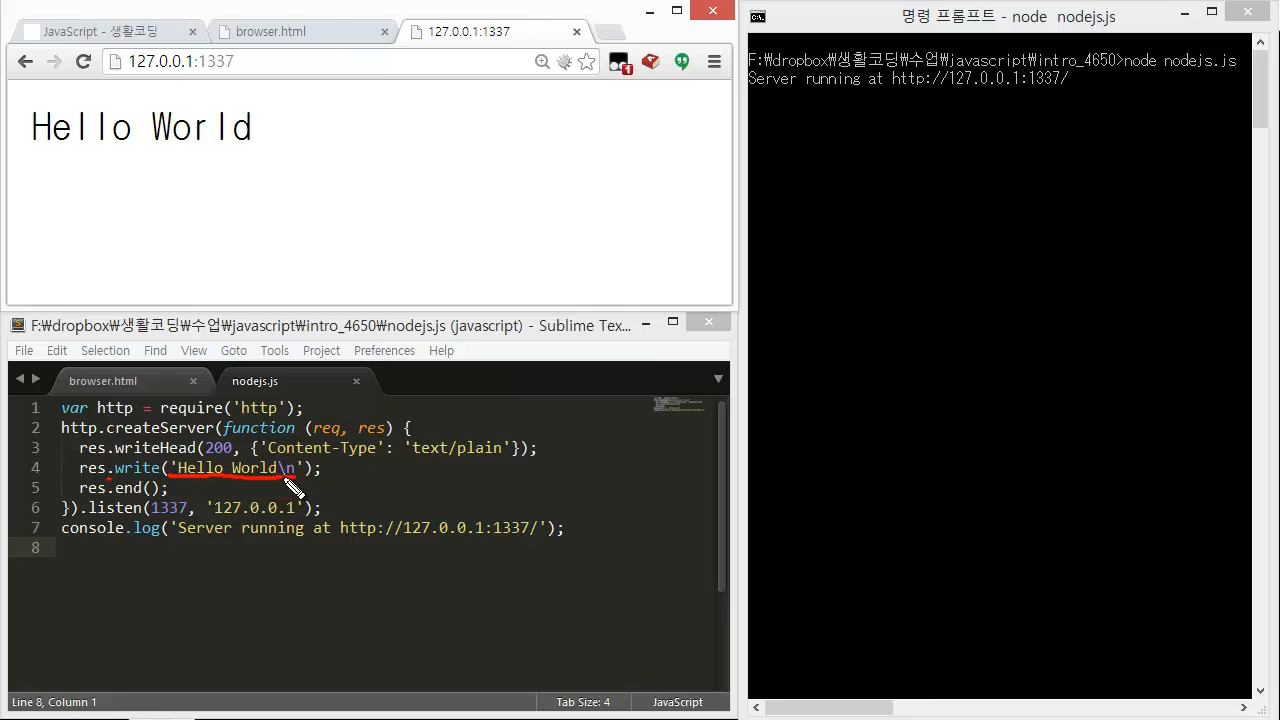 JavaScript - 생활코딩
browser.html
127.0.0.1:1337
127.0.0.1:1337
1
Hello World
명령 프롬프트 - node nodejs.js
F:₩dropbox₩생활코딩₩수업₩javascript₩intro_4650>node nodejs.js
Server running at http://127.0.0.1:1337/
F:₩dropbox₩생활코딩₩수업₩javascript₩intro_4650₩nodejs.js (javascript) - Sublime Tex...
File Edit Selection Find View Goto Tools Project Preferences Help
browser.html
nodejs.js
1 var http = require('http');
2 http.createServer(function (req, res) {
3 res.writeHead(200, {'Content-Type': 'text/plain'});
4 res.write('Hello World\n');
5 res.end();
6 }).listen(1337, '127.0.0.1');
7 console.log('Server running at http://127.0.0.1:1337/');
8
Line 8, Column 1
Tab Size: 4
JavaScript